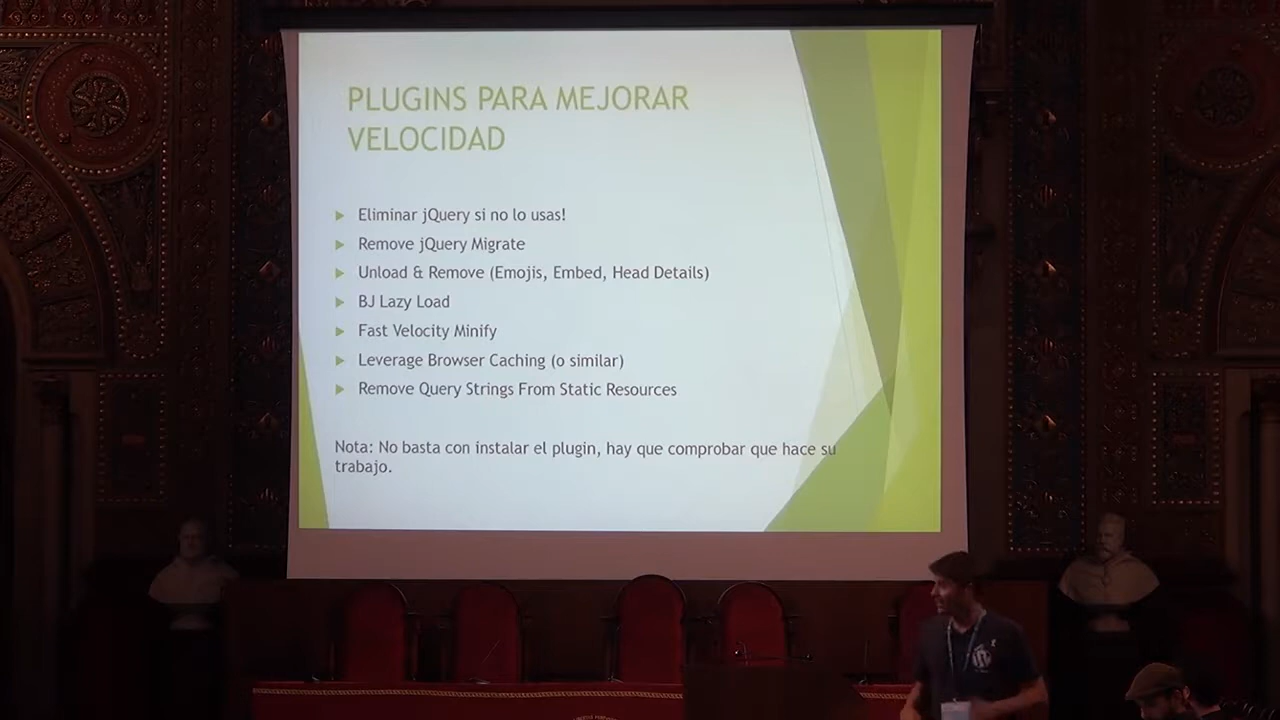 PLUGINS PARA MEJORAR
VELOCIDAD
Eliminar jQuery si no lo usas!
Remove jQuery Migrate
Unload & Remove (Emojis, Embed, Head Details)
BJ Lazy Load
Fast Velocity Minify
Leverage Browser Caching (o similar)
Remove Query Strings From Static Resources
Nota: No basta con instalar el plugin, hay que comprobar que hace su
trabajo.